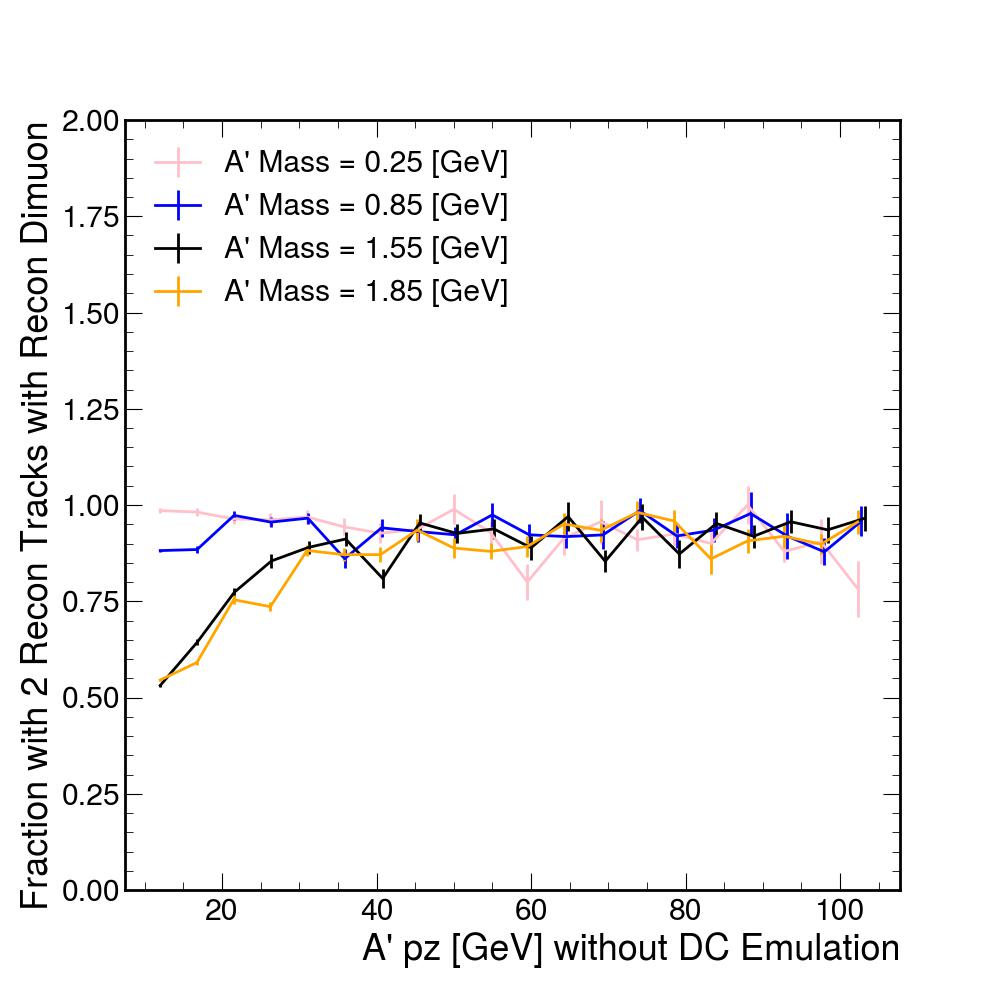 Fraction with 2 Recon Tracks with Recon Dimuon
2.00
1.75
1.50
1.25
1.00
0.75
0.50
0.25
0.00
A' Mass = 0.25 [GeV]
A' Mass = 0.85 [GeV]
A' Mass = 1.55 [GeV]
A' Mass = 1.85 [GeV]
20 40 60 80 100
A' pz [GeV] without DC Emulation